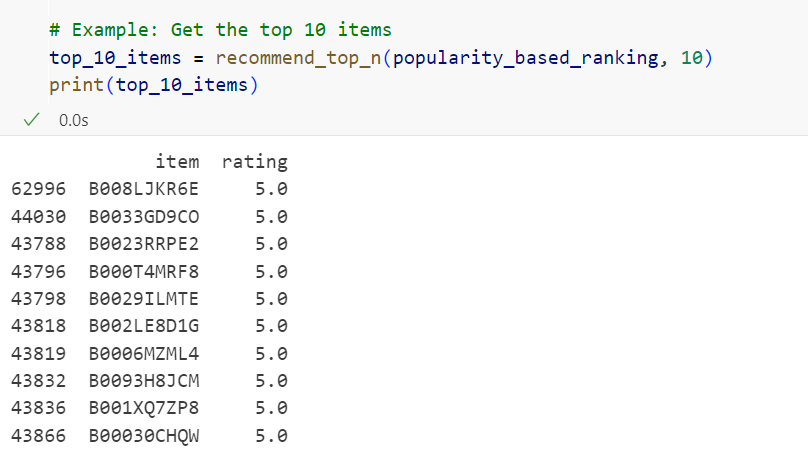 # Example: Get the top 10 items
top_10_items = recommend_top_n(popularity_based_ranking, 10)
print(top_10_items)
✓ 0.0s
item rating
62996 B008LJKR6E 5.0
44030 B0033GD9CO 5.0
43788 B0023RRPE2 5.0
43796 B000T4MRF8 5.0
43798 B0029ILMTE 5.0
43818 B002LE8D1G 5.0
43819 B0006MZML4 5.0
43832 B0093H8JCM 5.0
43836 B001XQ7ZP8 5.0
43866 B00030CHQW 5.0